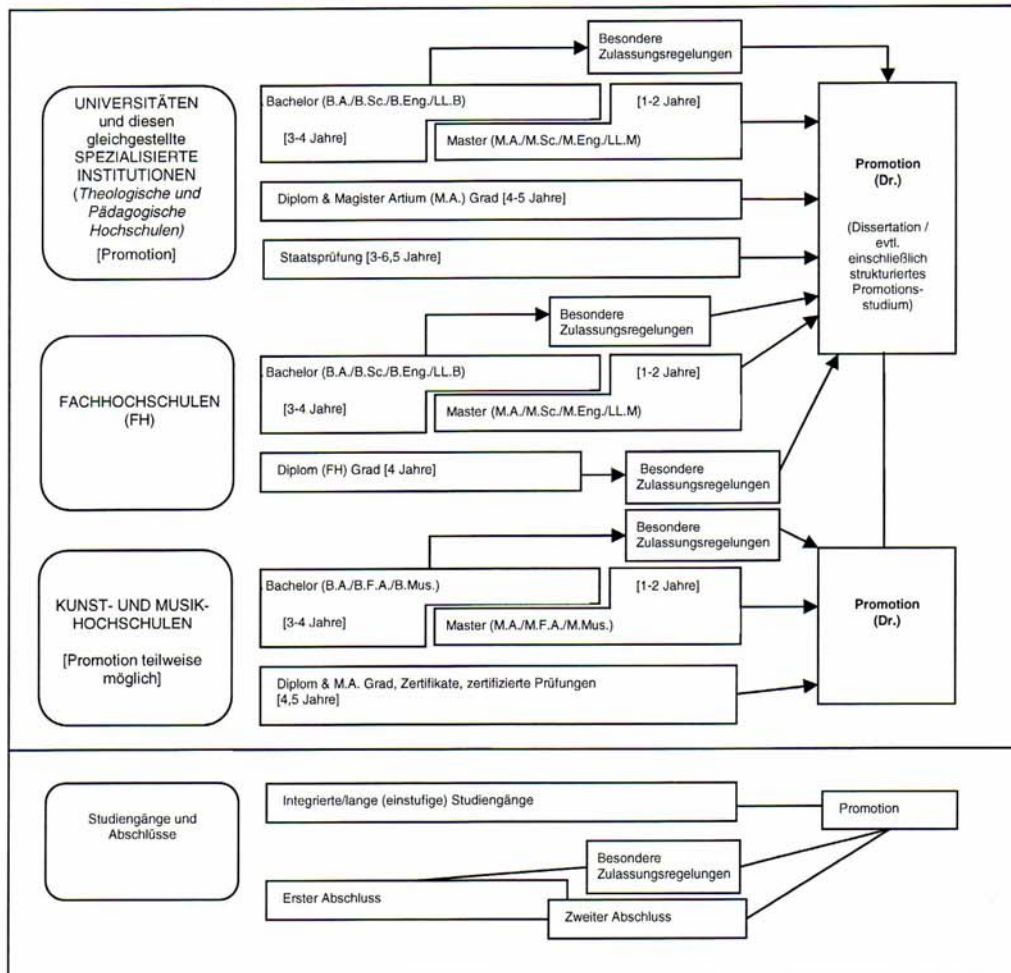 Besondere
Zulassungsregelungen
UNIVERSITÄTEN
und diesen
gleichgestellte
SPEZIALISIERTE
INSTITUTIONEN
(Theologische und
Pädagogische
Hochschulen)
[Promotion]
Bachelor (B.A./B.Sc./B.Eng./LL.B)
[3-4 Jahre]
[1-2 Jahre]
Master (M.A./M.Sc./M.Eng./LL.M)
Diplom & Magister Artium (M.A.) Grad [4-5 Jahre]
Staatsprüfung [3-6,5 Jahre]
Promotion
(Dr.)
(Dissertation /
evtl.
einschließlich
strukturiertes
Promotions-
studium)
Besondere
Zulassungsregelungen
FACHHOCHSCHULEN
(FH)
Bachelor (B.A./B.Sc./B.Eng./LL.B)
[3-4 Jahre]
[1-2 Jahre]
Master (M.A./M.Sc./M.Eng./LL.M)
Diplom (FH) Grad [4 Jahre]
Besondere
Zulassungsregelungen
Besondere
Zulassungsregelungen
KUNST- UND MUSIK-
HOCHSCHULEN
[Promotion teilweise
möglich]
Bachelor (B.A./B.F.A./B.Mus.)
[3-4 Jahre]
[1-2 Jahre]
Master (M.A./M.F.A./M.Mus.)
Diplom & M.A. Grad, Zertifikate, zertifizierte Prüfungen
[4,5 Jahre]
Promotion
(Dr.)
Studiengänge und
Abschlüsse
Integrierte/lange (einstufige) Studiengänge
Promotion
Besondere
Zulassungsregelungen
Erster Abschluss
Zweiter Abschluss